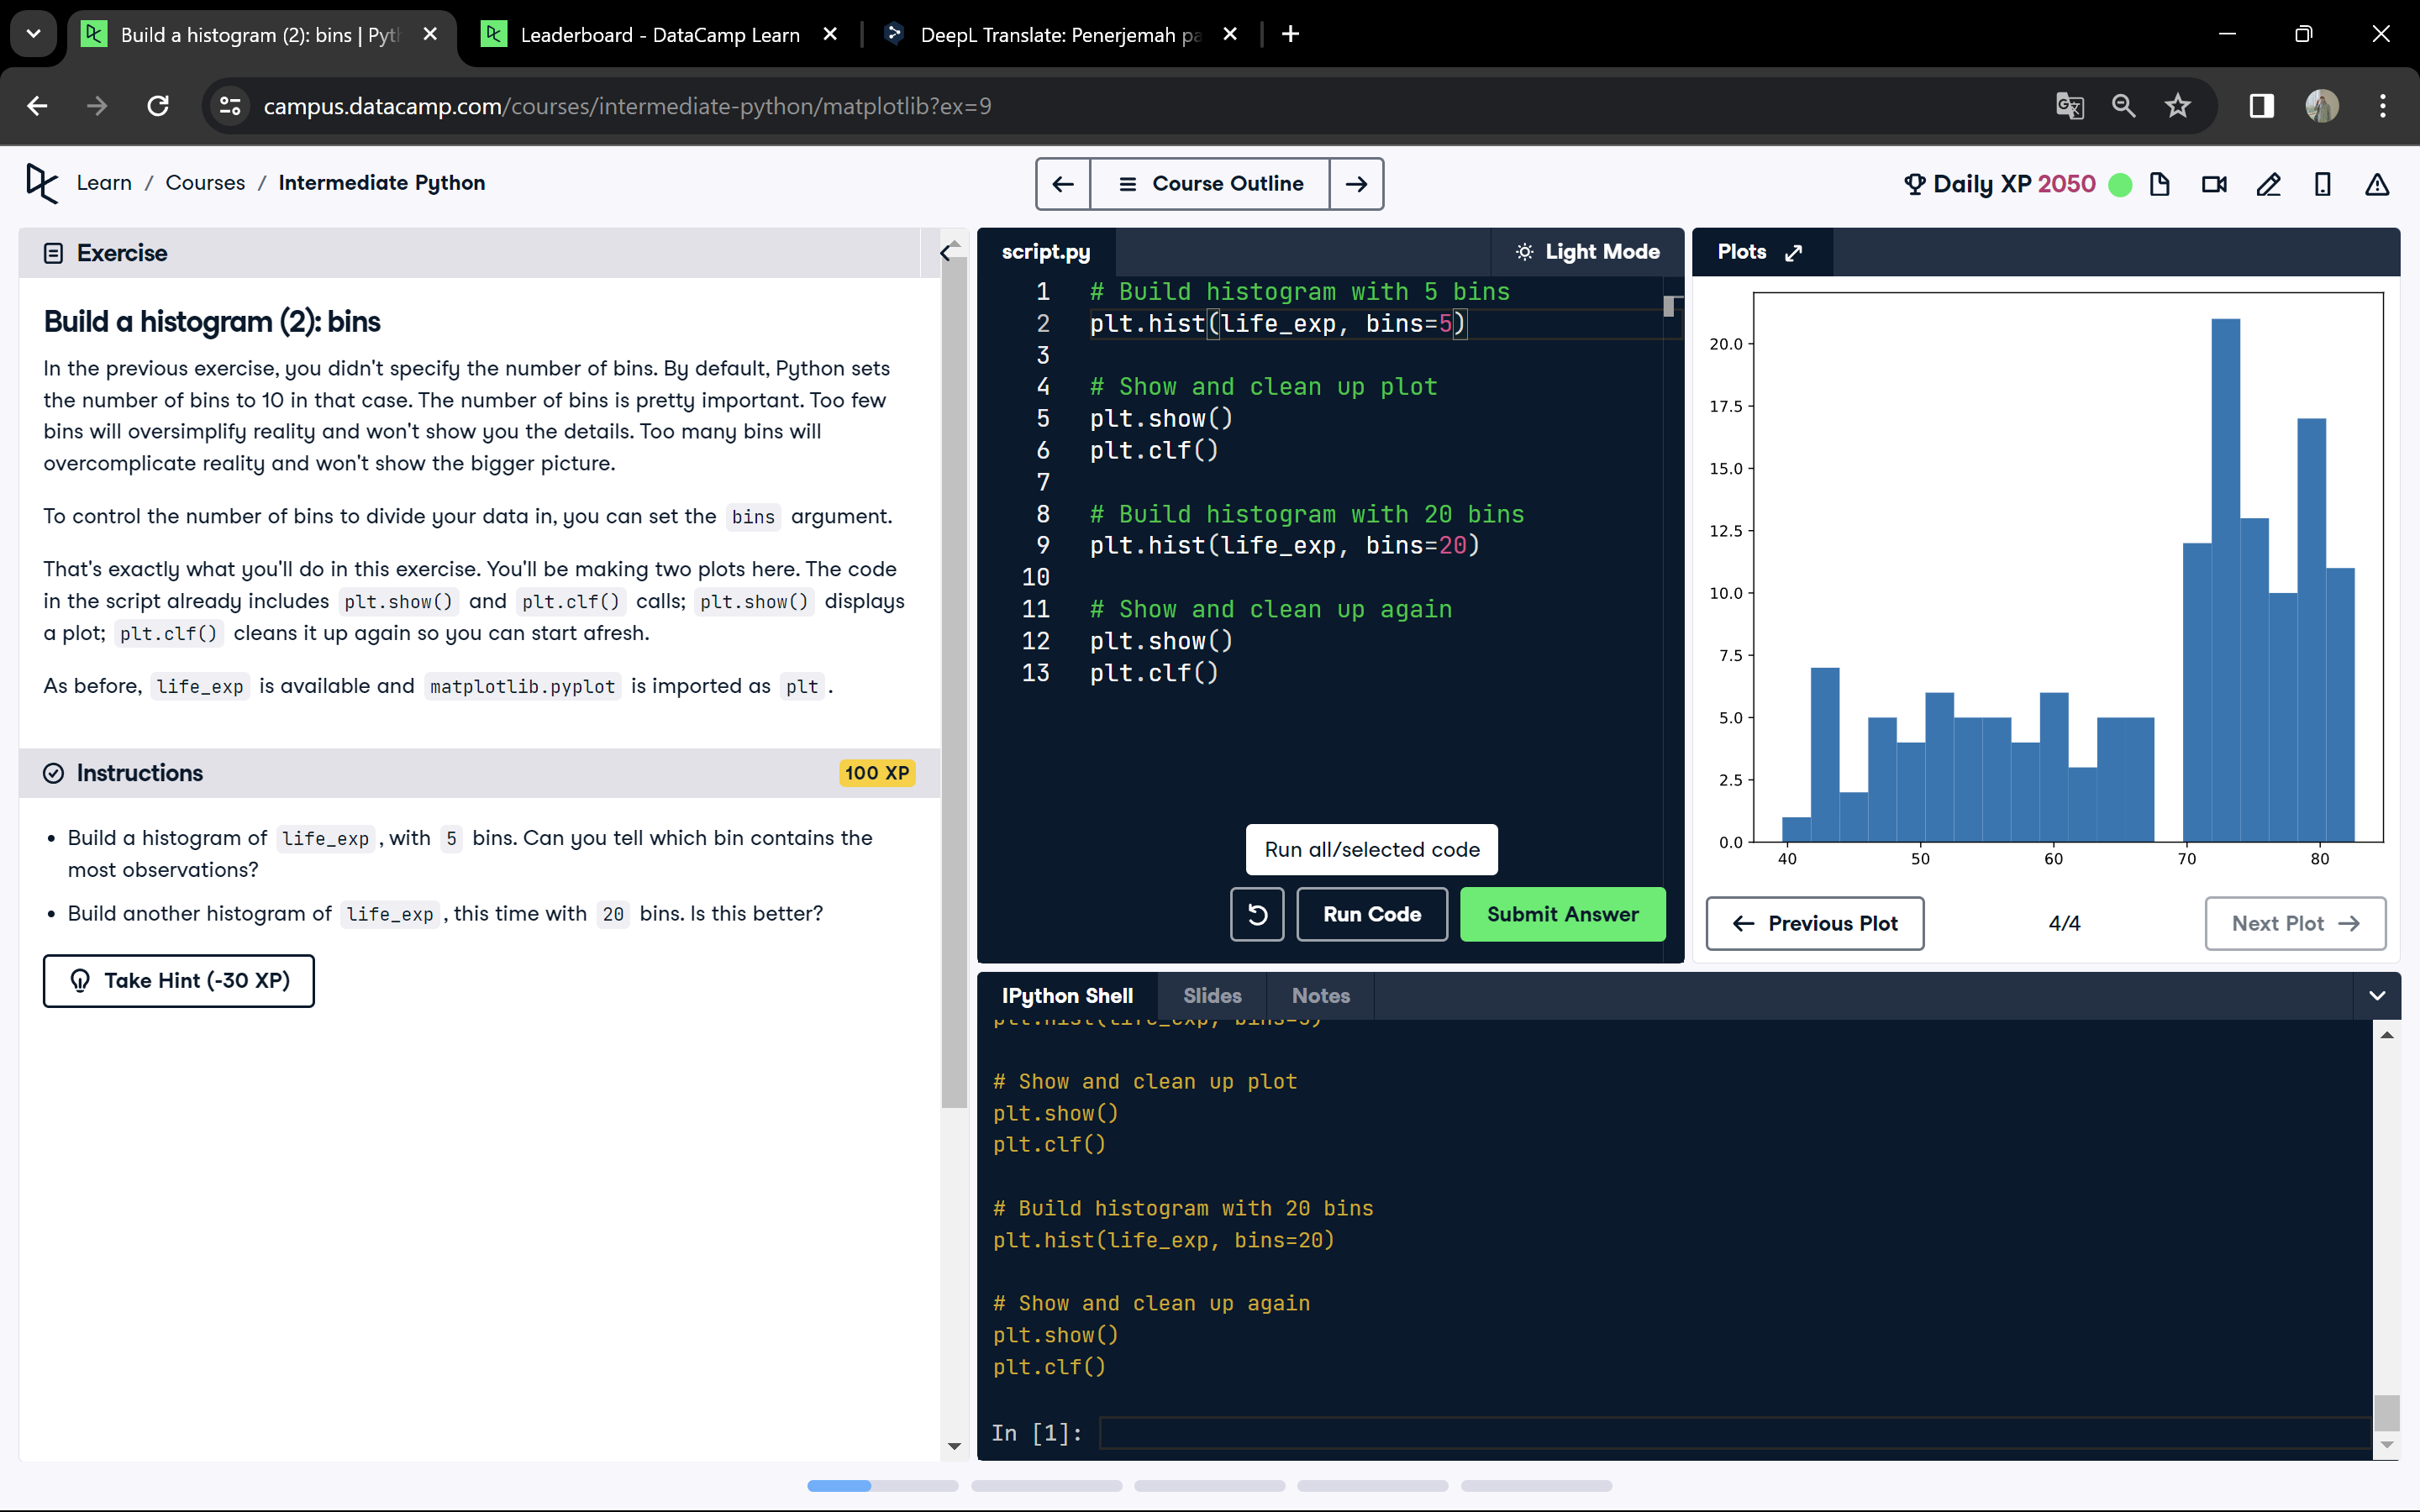 Build a histogram (2): bins | Pyth
Leaderboard - DataCamp Learn
DeepL Translate: Penerjemah pa
campus.datacamp.com/courses/intermediate-python/matplotlib?ex=9
Learn / Courses / Intermediate Python
Course Outline
Daily XP 2050
Exercise
Build a histogram (2): bins
In the previous exercise, you didn't specify the number of bins. By default, Python sets
the number of bins to 10 in that case. The number of bins is pretty important. Too few
bins will oversimplify reality and won't show you the details. Too many bins will
overcomplicate reality and won't show the bigger picture.
To control the number of bins to divide your data in, you can set the bins argument.
That's exactly what you'll do in this exercise. You'll be making two plots here. The code
in the script already includes plt.show() and plt.clf() calls; plt.show() displays
a plot; plt.clf() cleans it up again so you can start afresh.
As before, life_exp is available and matplotlib.pyplot is imported as plt.
Instructions
100 XP
Build a histogram of life_exp, with 5 bins. Can you tell which bin contains the
most observations?
Build another histogram of life_exp, this time with 20 bins. Is this better?
Take Hint (-30 XP)
script.py
Light Mode
1 # Build histogram with 5 bins
2 plt.hist(life_exp, bins=5)
3
4 # Show and clean up plot
5 plt.show()
6 plt.clf()
7
8 # Build histogram with 20 bins
9 plt.hist(life_exp, bins=20)
10
11 # Show and clean up again
12 plt.show()
13 plt.clf()
Run all/selected code
Run Code
Submit Answer
Plots
20.0
17.5
15.0
12.5
10.0
7.5
5.0
2.5
0.0
40 50 60 70 80
Previous Plot
4/4
Next Plot
IPython Shell
Slides
Notes
plt.hist(life_exp, bins=5)
# Show and clean up plot
plt.show()
plt.clf()
# Build histogram with 20 bins
plt.hist(life_exp, bins=20)
# Show and clean up again
plt.show()
plt.clf()
In [1]: